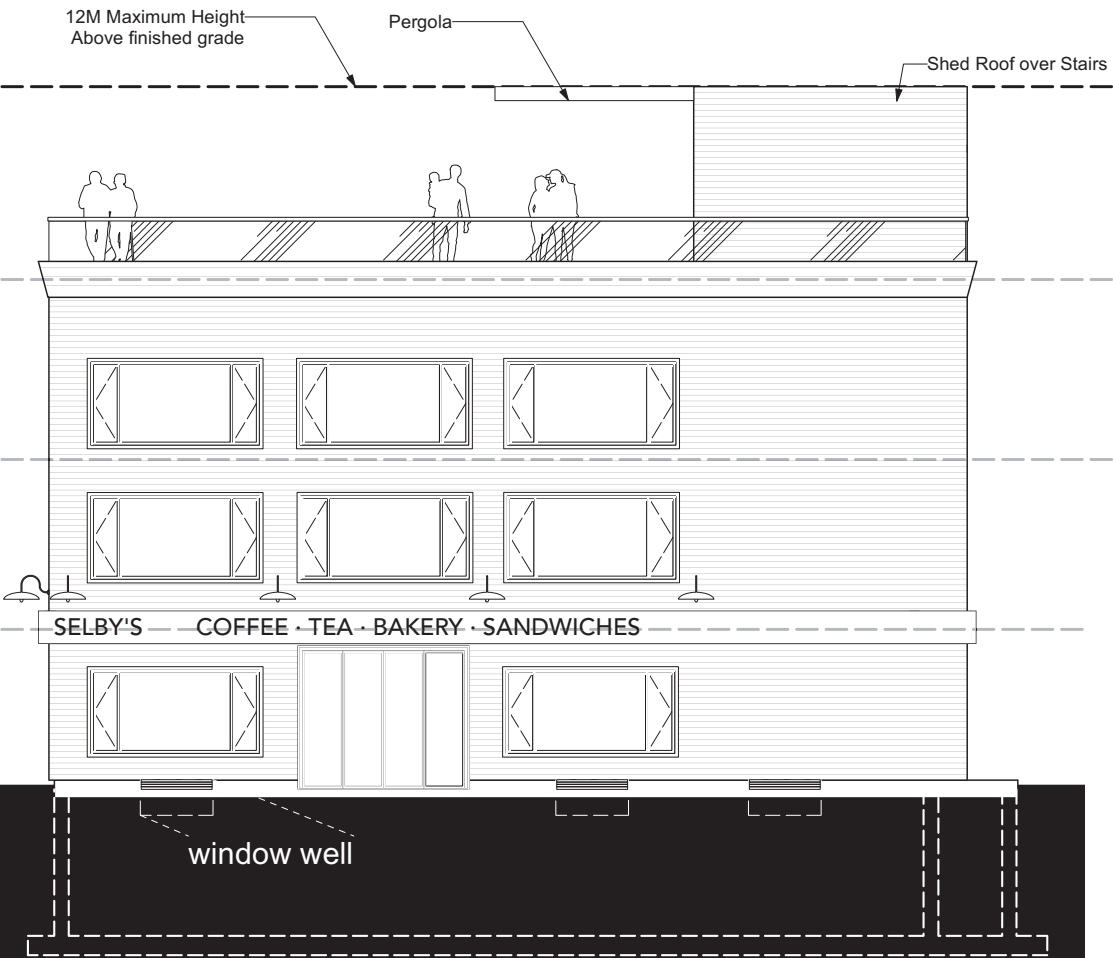 12M Maximum Height
Above finished grade
Pergola
Shed Roof over Stairs
SELBY'S COFFEE · TEA · BAKERY · SANDWICHES
window well